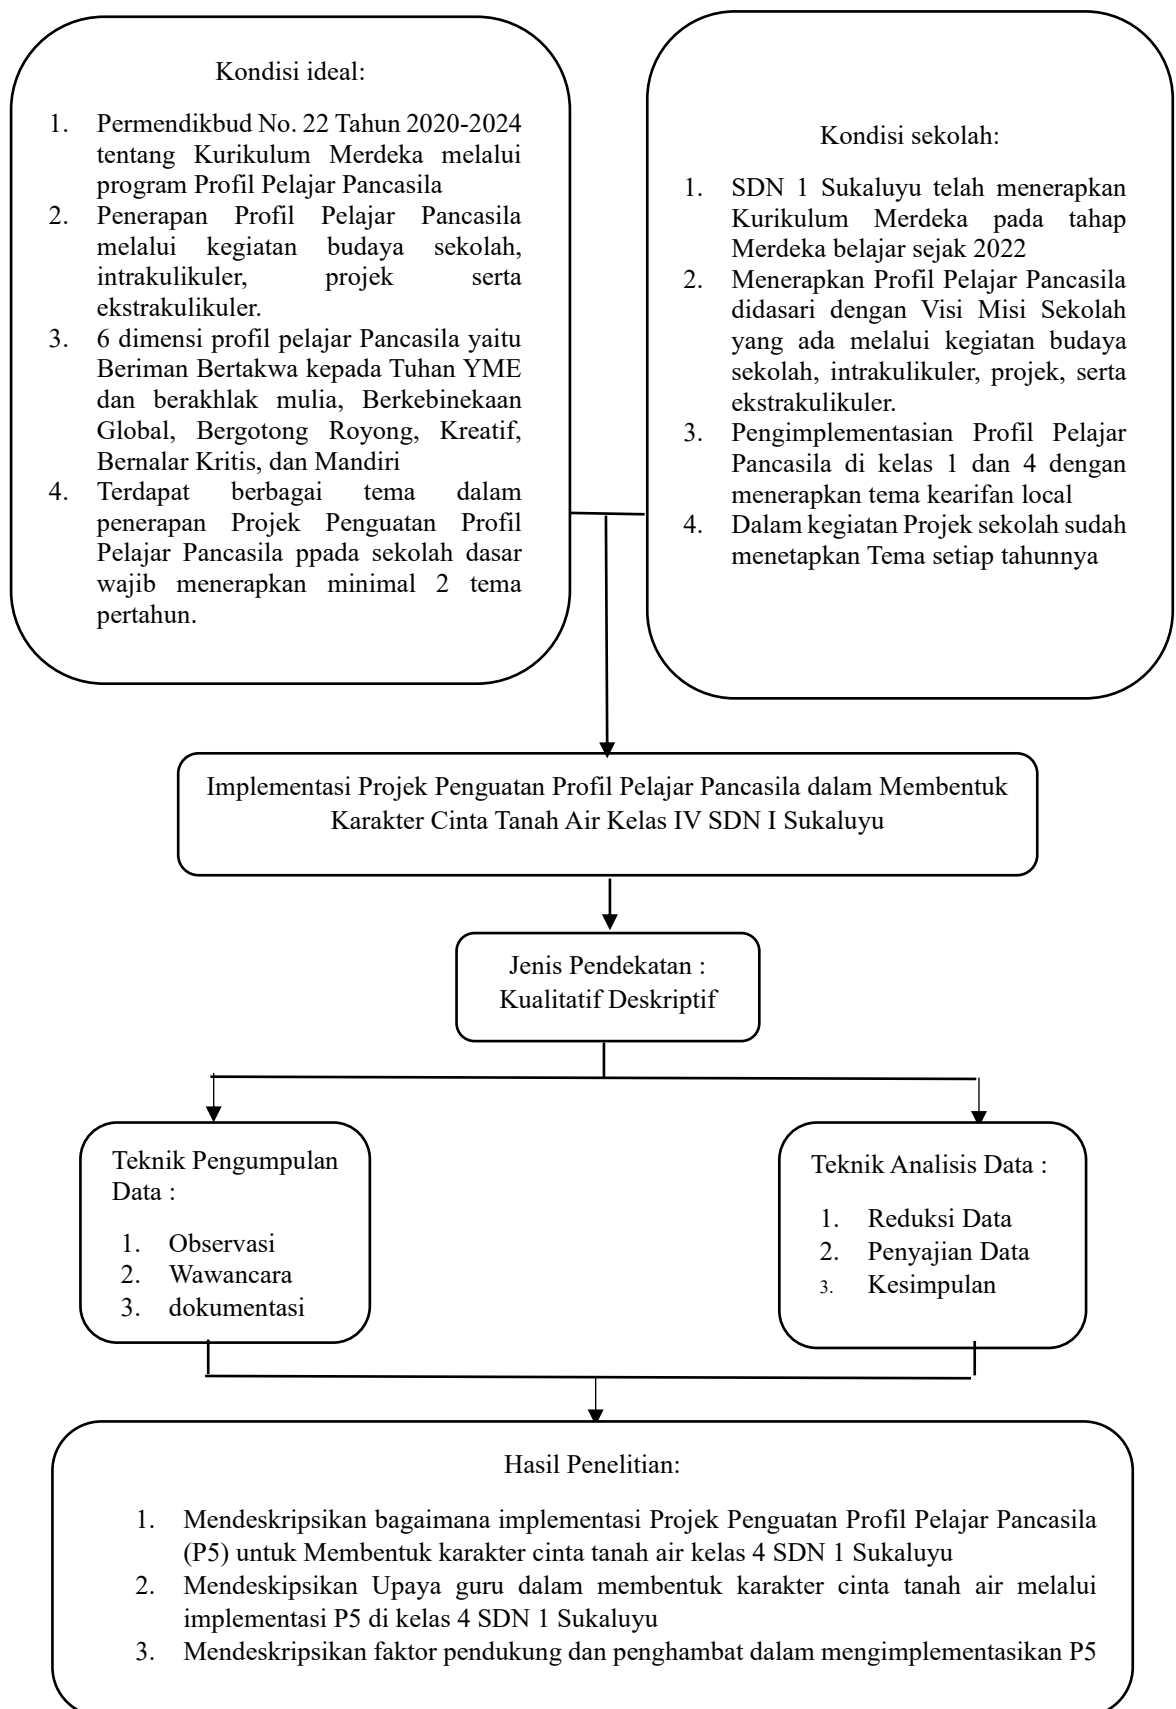 Kondisi ideal:
1. Permendikbud No. 22 Tahun 2020-2024
tentang Kurikulum Merdeka melalui
program Profil Pelajar Pancasila
2. Penerapan Profil Pelajar Pancasila
melalui kegiatan budaya sekolah,
intrakulikuler, projek serta
ekstrakulikuler.
3. 6 dimensi profil pelajar Pancasila yaitu
Beriman Bertakwa kepada Tuhan YME
dan berakhlak mulia, Berkebinekaan
Global, Bergotong Royong, Kreatif,
Bernalar Kritis, dan Mandiri
4. Terdapat berbagai tema dalam
penerapan Projek Penguatan Profil
Pelajar Pancasila ppada sekolah dasar
wajib menerapkan minimal 2 tema
pertahun.
Kondisi sekolah:
1. SDN 1 Sukaluyu telah menerapkan
Kurikulum Merdeka pada tahap
Merdeka belajar sejak 2022
2. Menerapkan Profil Pelajar Pancasila
didasari dengan Visi Misi Sekolah
yang ada melalui kegiatan budaya
sekolah, intrakulikuler, projek, serta
ekstrakulikuler.
3. Pengimplementasian Profil Pelajar
Pancasila di kelas 1 dan 4 dengan
menerapkan tema kearifan local
4. Dalam kegiatan Projek sekolah sudah
menetapkan Tema setiap tahunnya
Implementasi Projek Penguatan Profil Pelajar Pancasila dalam Membentuk
Karakter Cinta Tanah Air Kelas IV SDN I Sukaluyu
Jenis Pendekatan :
Kualitatif Deskriptif
Teknik Pengumpulan
Data :
1. Observasi
2. Wawancara
3. dokumentasi
Teknik Analisis Data :
1. Reduksi Data
2. Penyajian Data
3. Kesimpulan
Hasil Penelitian:
1. Mendeskripsikan bagaimana implementasi Projek Penguatan Profil Pelajar Pancasila
(P5) untuk Membentuk karakter cinta tanah air kelas 4 SDN 1 Sukaluyu
2. Mendeskipsikan Upaya guru dalam membentuk karakter cinta tanah air melalui
implementasi P5 di kelas 4 SDN 1 Sukaluyu
3. Mendeskripsikan faktor pendukung dan penghambat dalam mengimplementasikan P5